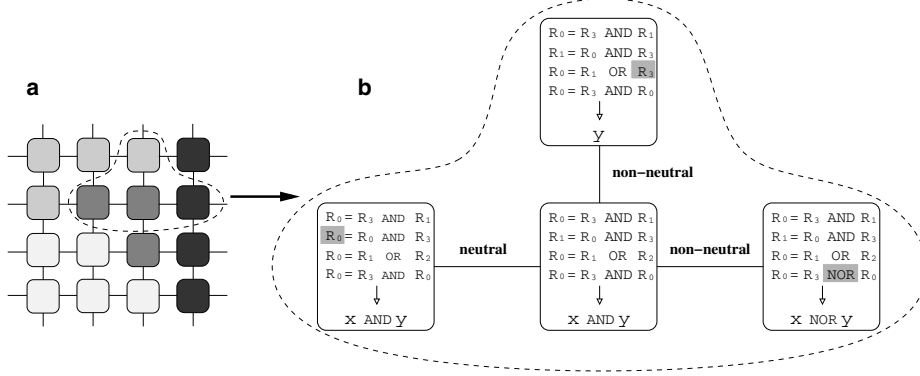 a
b
R₀ = R₃ AND R₁
R₁ = R₀ AND R₃
R₀ = R₁ OR R₃
R₀ = R₃ AND R₀
y
non-neutral
R₀ = R₃ AND R₁
R₀ = R₀ AND R₃
R₀ = R₁ OR R₂
R₀ = R₃ AND R₀
x AND y
neutral
R₀ = R₃ AND R₁
R₁ = R₀ AND R₃
R₀ = R₁ OR R₂
R₀ = R₃ AND R₀
x AND y
non-neutral
R₀ = R₃ AND R₁
R₁ = R₀ AND R₃
R₀ = R₁ OR R₂
R₀ = R₃ NOR R₀
x NOR y